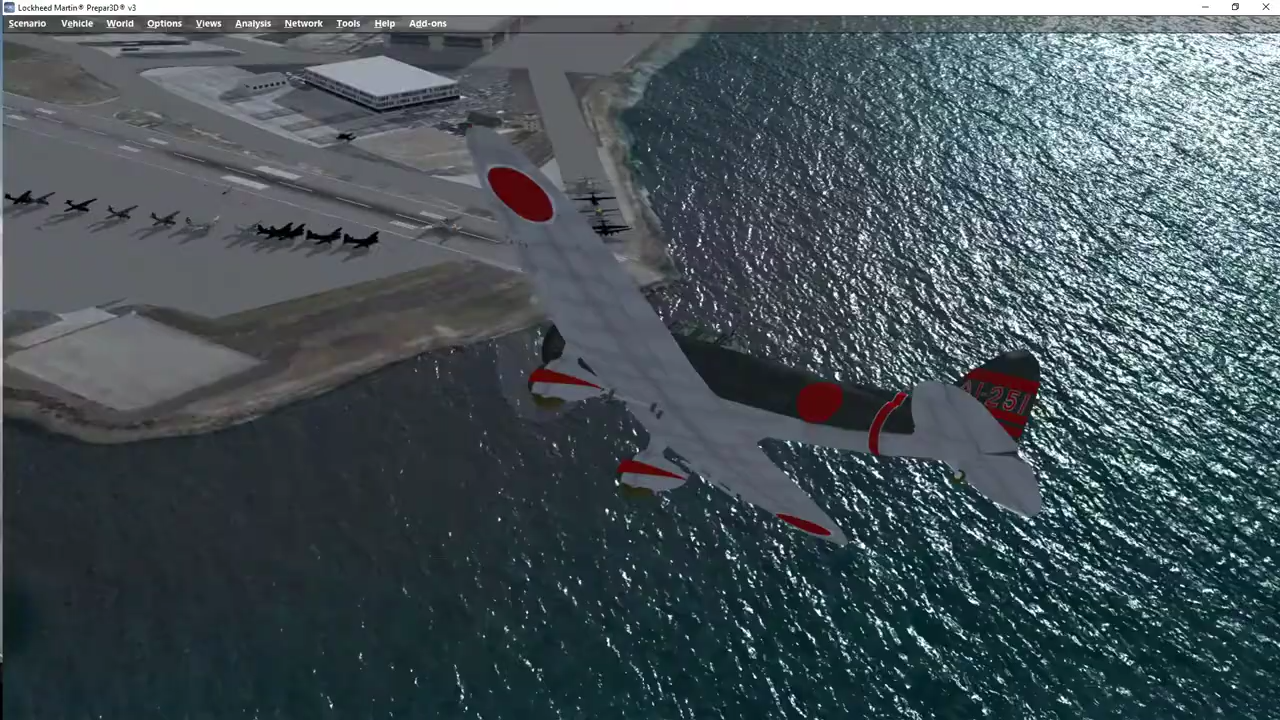 Lockheed Martin® Prepar3D® v3
Scenario Vehicle World Options Views Analysis Network Tools Help Add-ons
AI-251